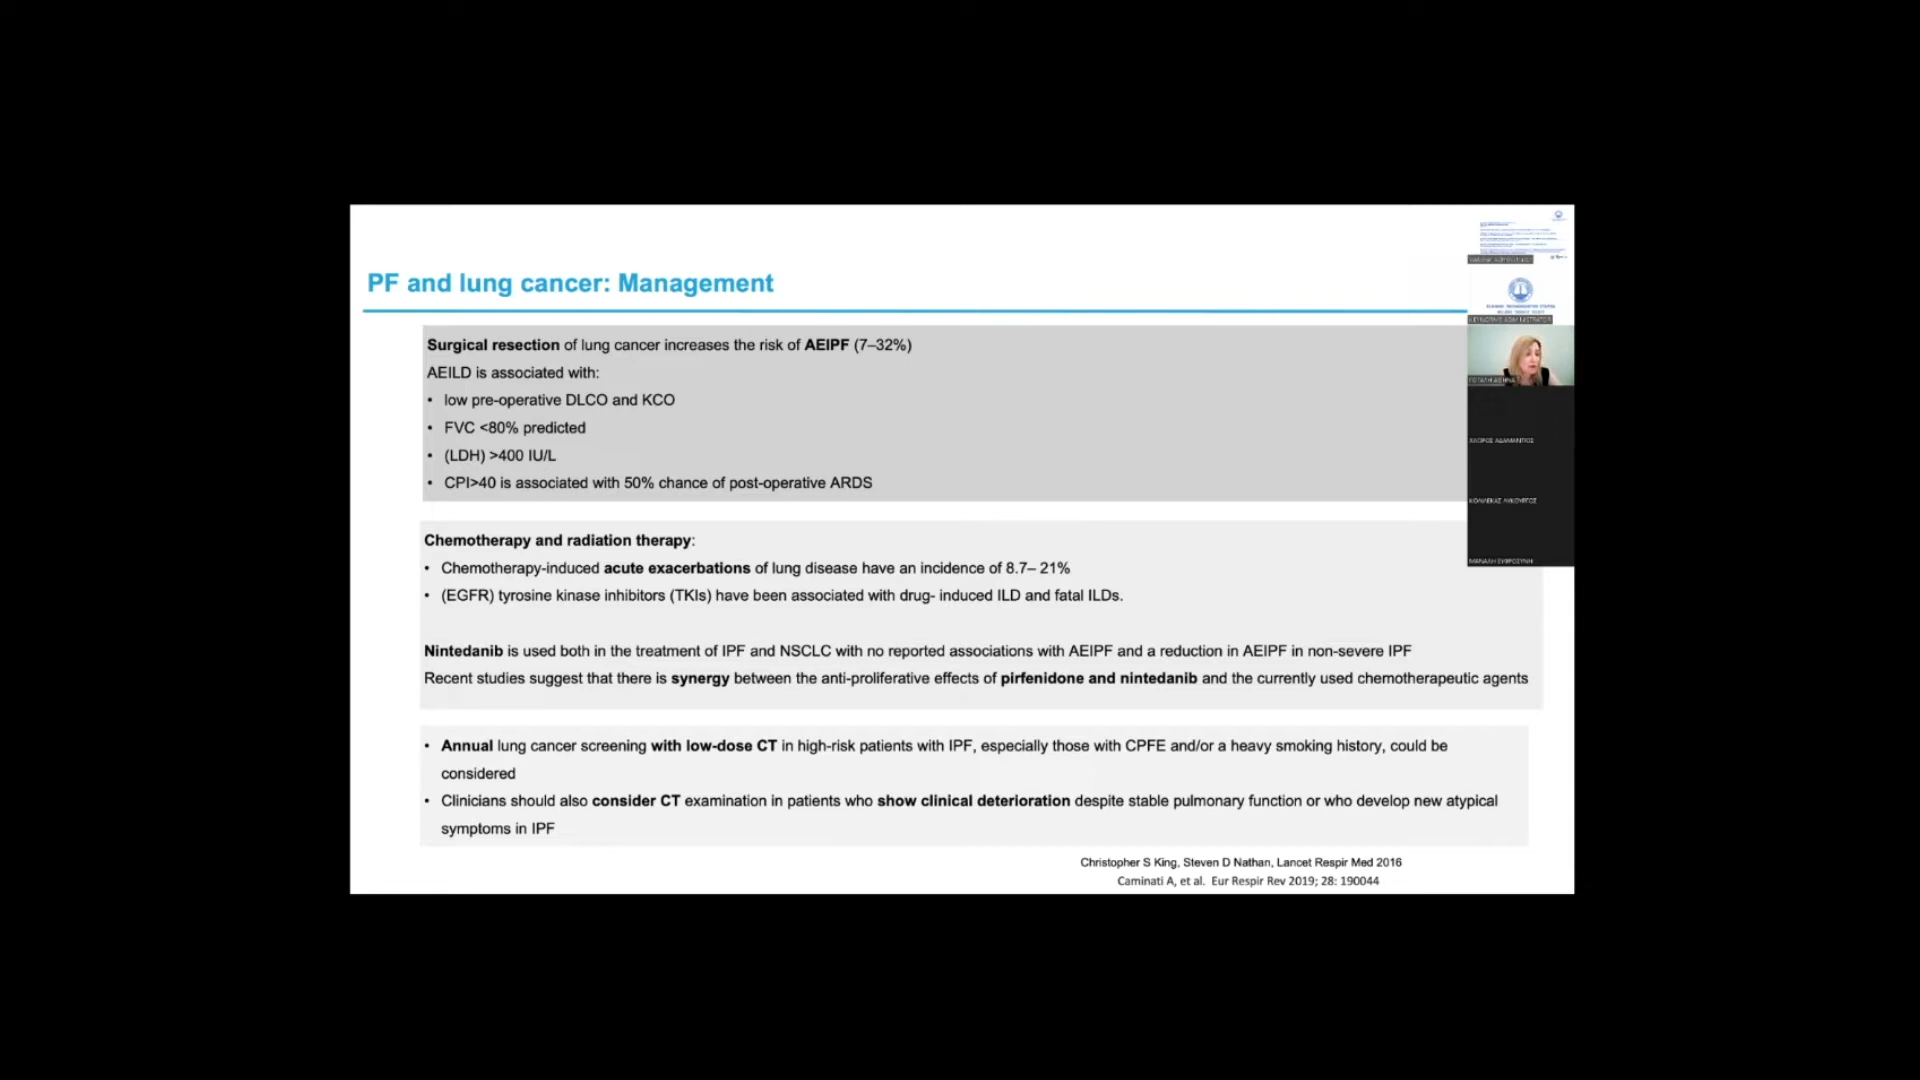 PF and lung cancer: Management
Surgical resection of lung cancer increases the risk of AEIPF (7–32%)
AEILD is associated with:
• low pre-operative DLCO and KCO
• FVC <80% predicted
• (LDH) >400 IU/L
• CPI>40 is associated with 50% chance of post-operative ARDS
Chemotherapy and radiation therapy:
• Chemotherapy-induced acute exacerbations of lung disease have an incidence of 8.7– 21%
• (EGFR) tyrosine kinase inhibitors (TKIs) have been associated with drug- induced ILD and fatal ILDs.
Nintedanib is used both in the treatment of IPF and NSCLC with no reported associations with AEIPF and a reduction in AEIPF in non-severe IPF
Recent studies suggest that there is synergy between the anti-proliferative effects of pirfenidone and nintedanib and the currently used chemotherapeutic agents
• Annual lung cancer screening with low-dose CT in high-risk patients with IPF, especially those with CPFE and/or a heavy smoking history, could be
considered
• Clinicians should also consider CT examination in patients who show clinical deterioration despite stable pulmonary function or who develop new atypical
symptoms in IPF
Christopher S King, Steven D Nathan, Lancet Respir Med 2016
Caminati A, et al. Eur Respir Rev 2019; 28: 190044
ΜΑΝΑΛΗ ΕΥΦΡΟΣΥΝΗ